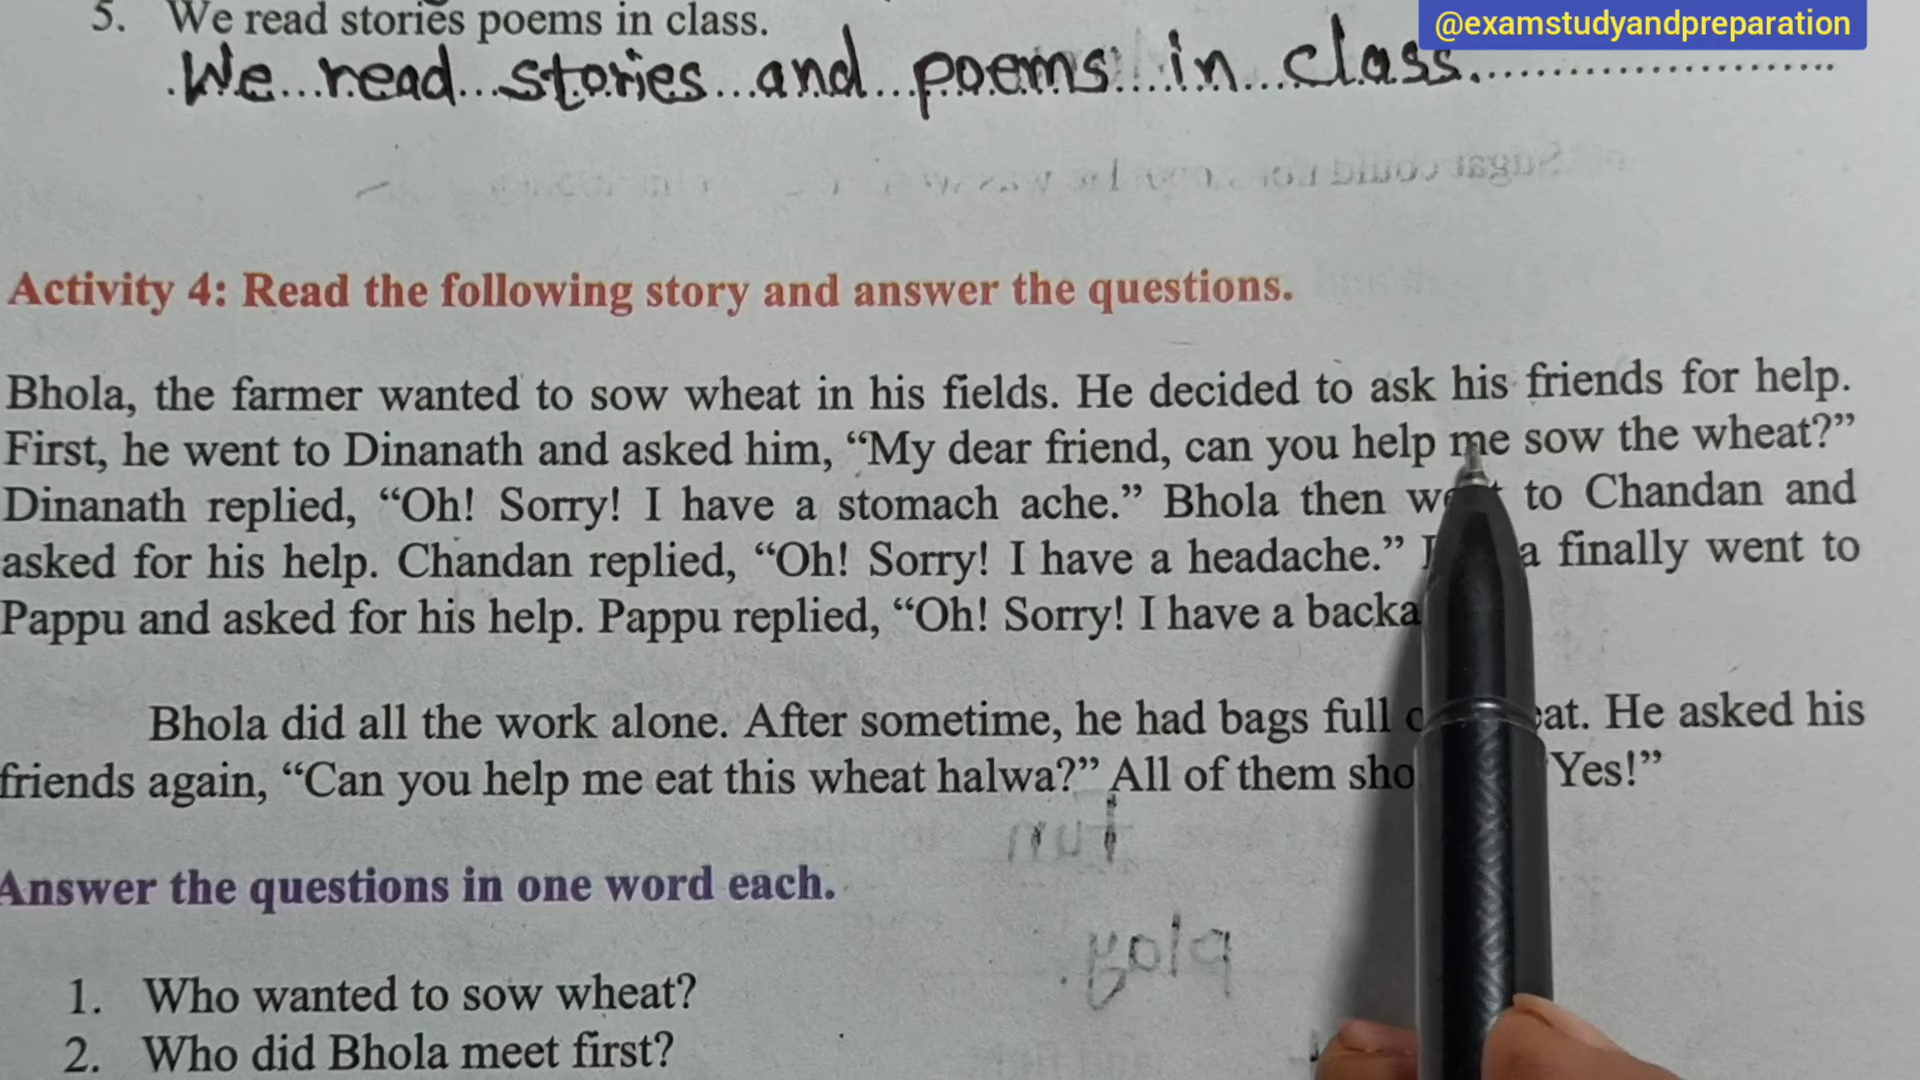 @examstudyandpreparation
5. We read stories poems in class.
We read stories and poems in class.
Activity 4: Read the following story and answer the questions.
Bhola, the farmer wanted to sow wheat in his fields. He decided to ask his friends for help.
First, he went to Dinanath and asked him, “My dear friend, can you help me sow the wheat?”
Dinanath replied, “Oh! Sorry! I have a stomach ache.” Bhola then went to Chandan and
asked for his help. Chandan replied, “Oh! Sorry! I have a headache.” finally went to
Pappu and asked for his help. Pappu replied, “Oh! Sorry! I have a
Bhola did all the work alone. After sometime, he had bags full He asked his
friends again, “Can you help me eat this wheat halwa?” All of them Yes!”
Answer the questions in one word each.
1. Who wanted to sow wheat?
2. Who did Bhola meet first?